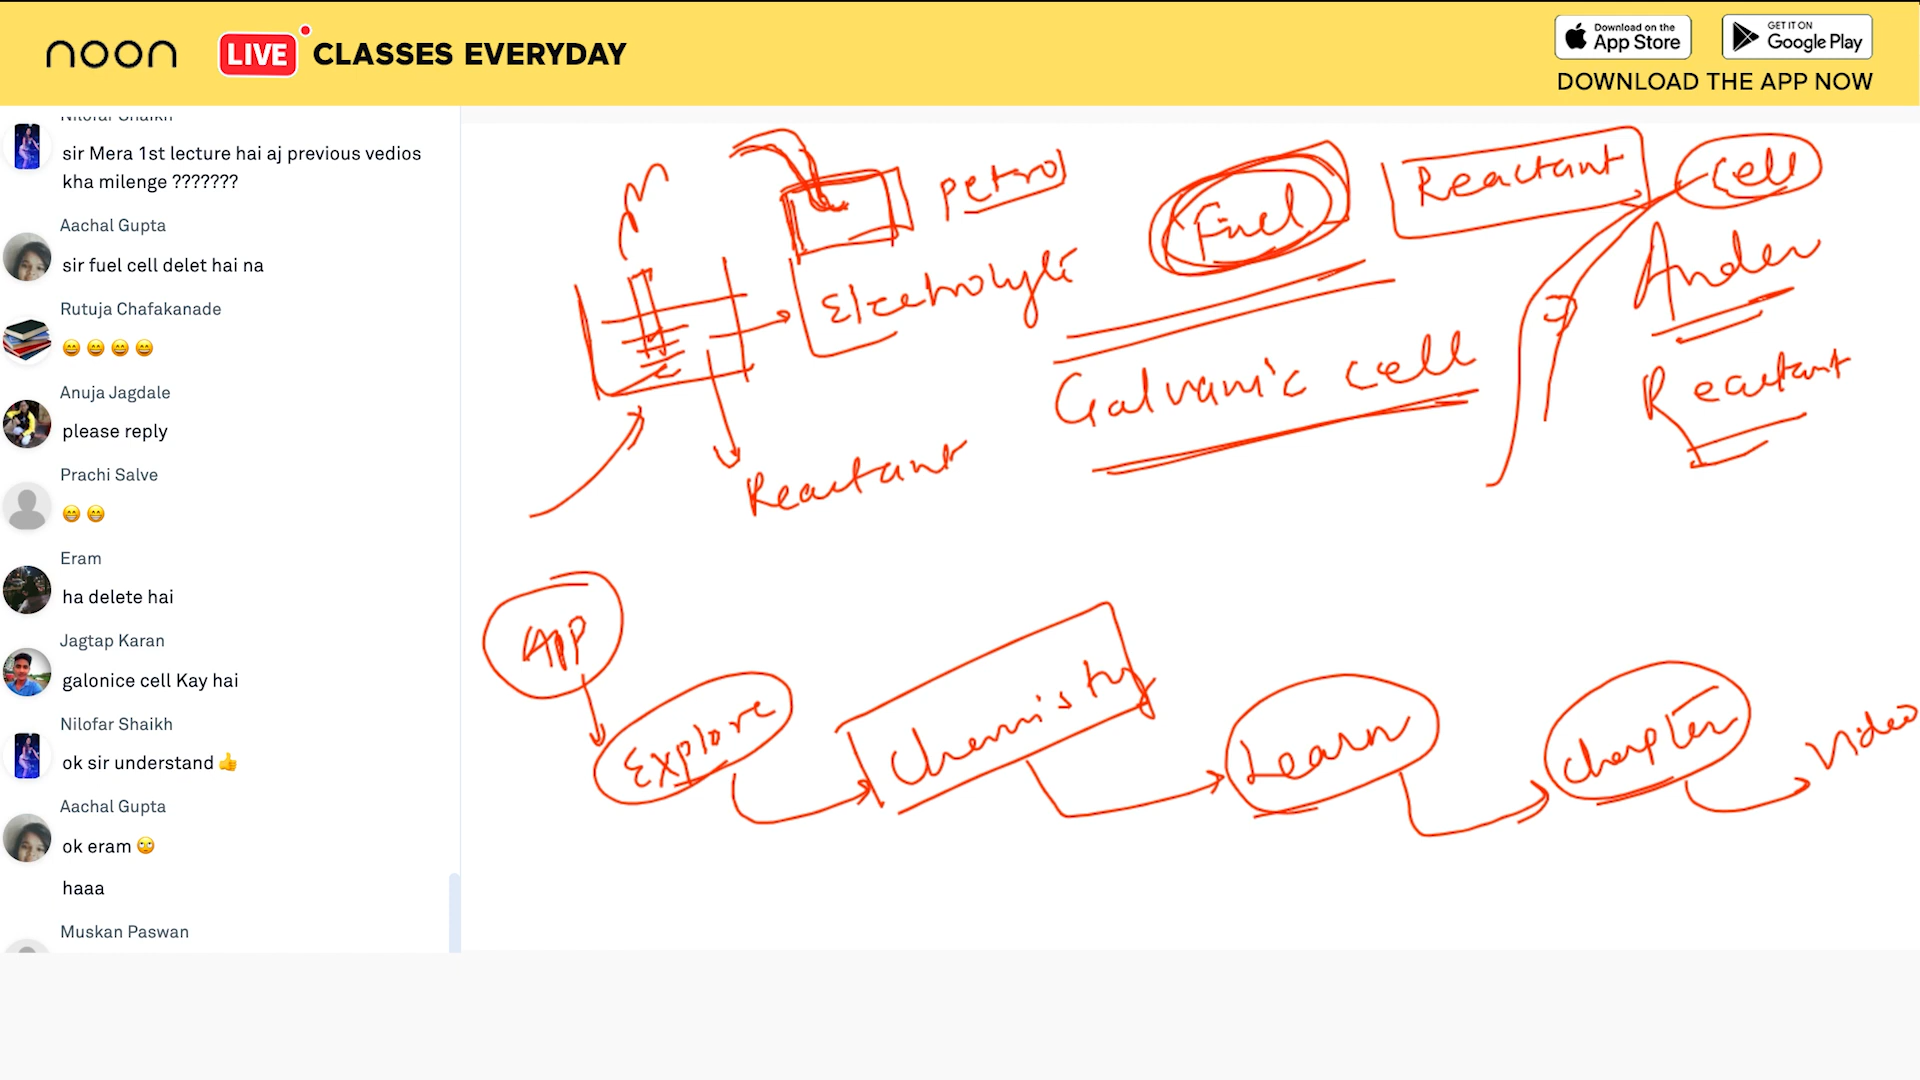 noon LIVE CLASSES EVERYDAY
Download on the App Store
GET IT ON Google Play
DOWNLOAD THE APP NOW
Nilofar Shaikh
sir Mera 1st lecture hai aj previous vedios
kha milenge ???????
Aachal Gupta
sir fuel cell delet hai na
Rutuja Chafakanade
😄 😄 😄 😄
Anuja Jagdale
please reply
Prachi Salve
😁 😁
Eram
ha delete hai
Jagtap Karan
galonice cell Kay hai
Nilofar Shaikh
ok sir understand 👍
Aachal Gupta
ok eram 🙄
haaa
Muskan Paswan
Petrol
Fuel
Reactant
Cell
Electrolyte
Ander
Galvanic cell
Reactant
Reactant
App
Explore
Chemisty
Learn
Chapter
Video